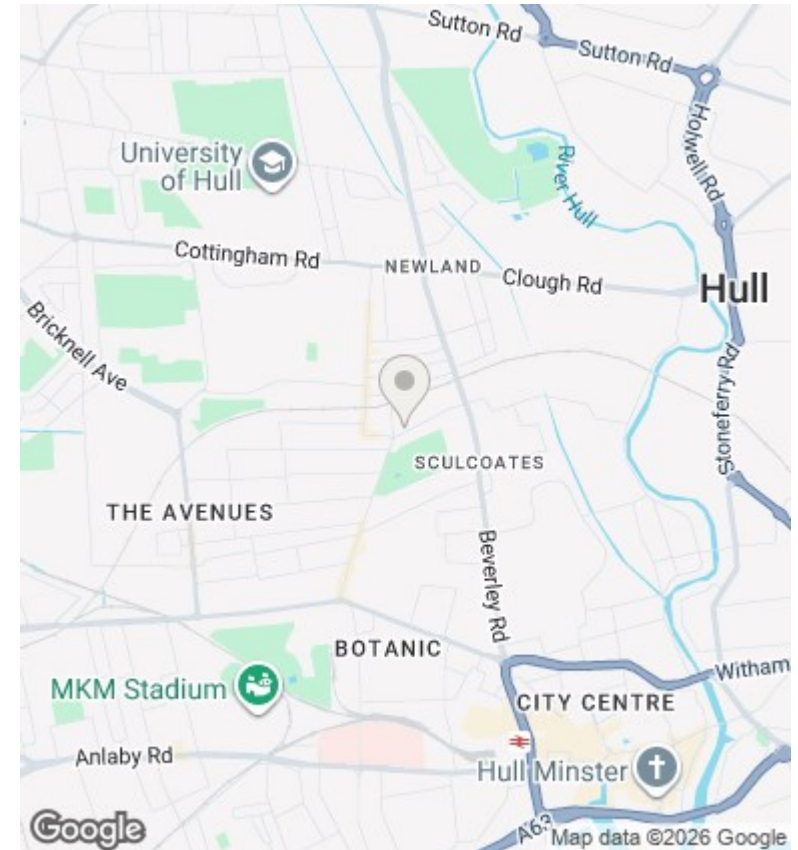 Sutton Rd
Sutton Rd
University
of Hull
River Hull
Holwell Rd
Cottingham Rd
NEWLAND
Clough Rd
Hull
Bricknell Ave
Stoneferry Rd
SCULCOATES
THE AVENUES
Beverley Rd
BOTANIC
Witham
MKM Stadium
CITY CENTRE
Anlaby Rd
Hull Minster
A63
Google
Map data ©2026 Google